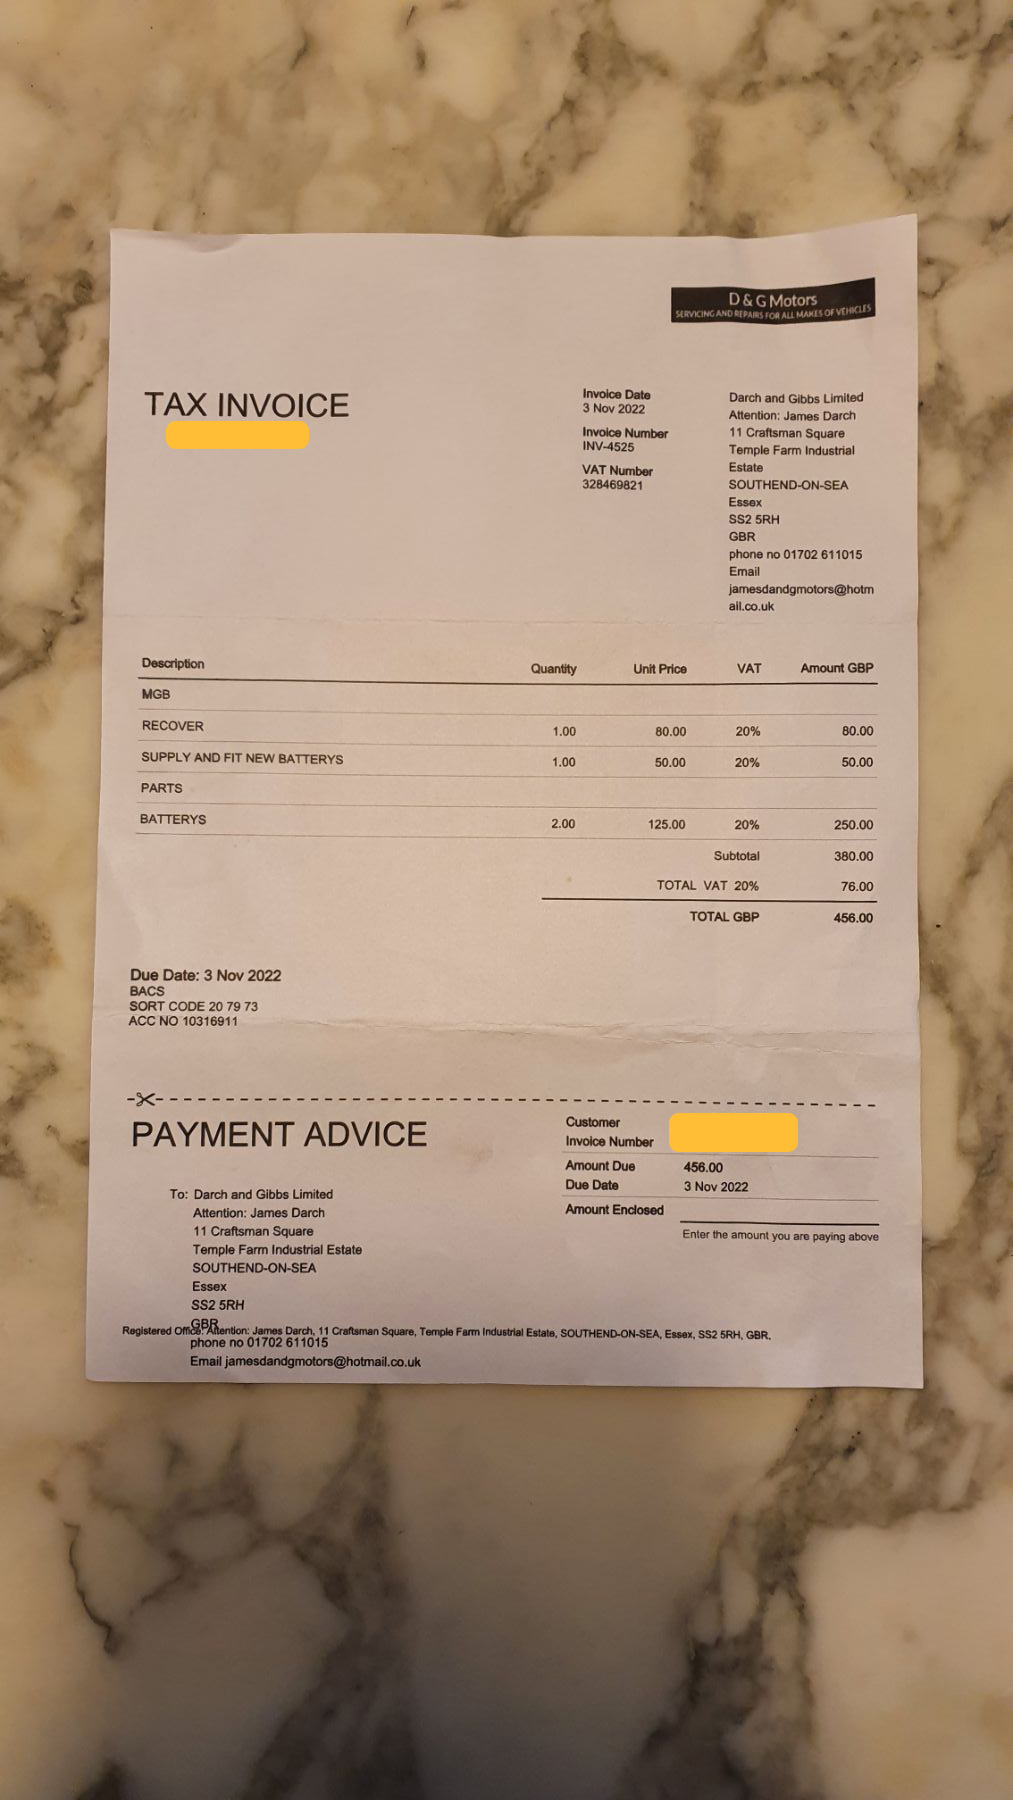 D & G Motors
SERVICING AND REPAIRS FOR ALL MAKES OF VEHICLES
TAX INVOICE
Invoice Date
3 Nov 2022
Invoice Number
INV-4525
VAT Number
328469821
Darch and Gibbs Limited
Attention: James Darch
11 Craftsman Square
Temple Farm Industrial
Estate
SOUTHEND-ON-SEA
Essex
SS2 5RH
GBR
phone no 01702 611015
Email
jamesdandgmotors@hotm
ail.co.uk
Description Quantity Unit Price VAT Amount GBP
MGB
RECOVER 1.00 80.00 20% 80.00
SUPPLY AND FIT NEW BATTERYS 1.00 50.00 20% 50.00
PARTS
BATTERYS 2.00 125.00 20% 250.00
Subtotal 380.00
TOTAL VAT 20% 76.00
TOTAL GBP 456.00
Due Date: 3 Nov 2022
BACS
SORT CODE 20 79 73
ACC NO 10316911
PAYMENT ADVICE
To: Darch and Gibbs Limited
Attention: James Darch
11 Craftsman Square
Temple Farm Industrial Estate
SOUTHEND-ON-SEA
Essex
SS2 5RH
GBR
phone no 01702 611015
Email jamesdandgmotors@hotmail.co.uk
Customer
Invoice Number
Amount Due 456.00
Due Date 3 Nov 2022
Amount Enclosed
Enter the amount you are paying above
Registered Office: Attention: James Darch, 11 Craftsman Square, Temple Farm Industrial Estate, SOUTHEND-ON-SEA, Essex, SS2 5RH, GBR.